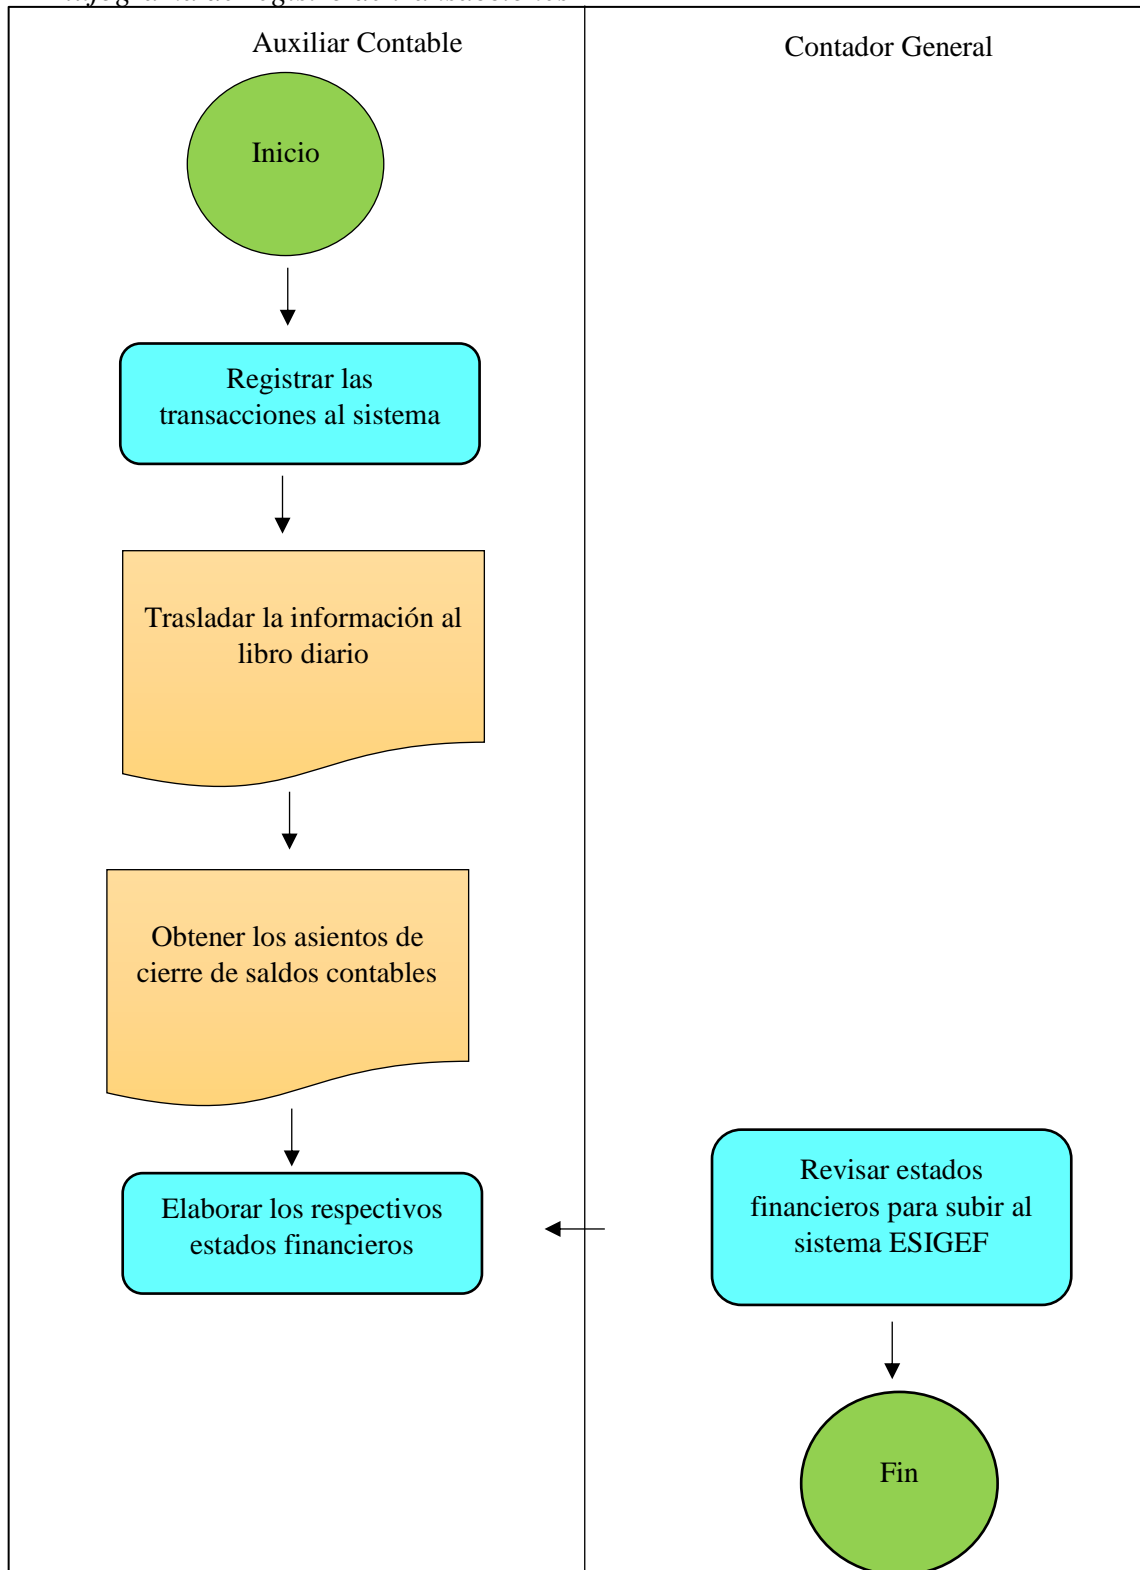 Auxiliar Contable
Contador General
Inicio
Registrar las
transacciones al sistema
Trasladar la información al
libro diario
Obtener los asientos de
cierre de saldos contables
Elaborar los respectivos
estados financieros
Revisar estados
financieros para subir al
sistema ESIGEF
Fin